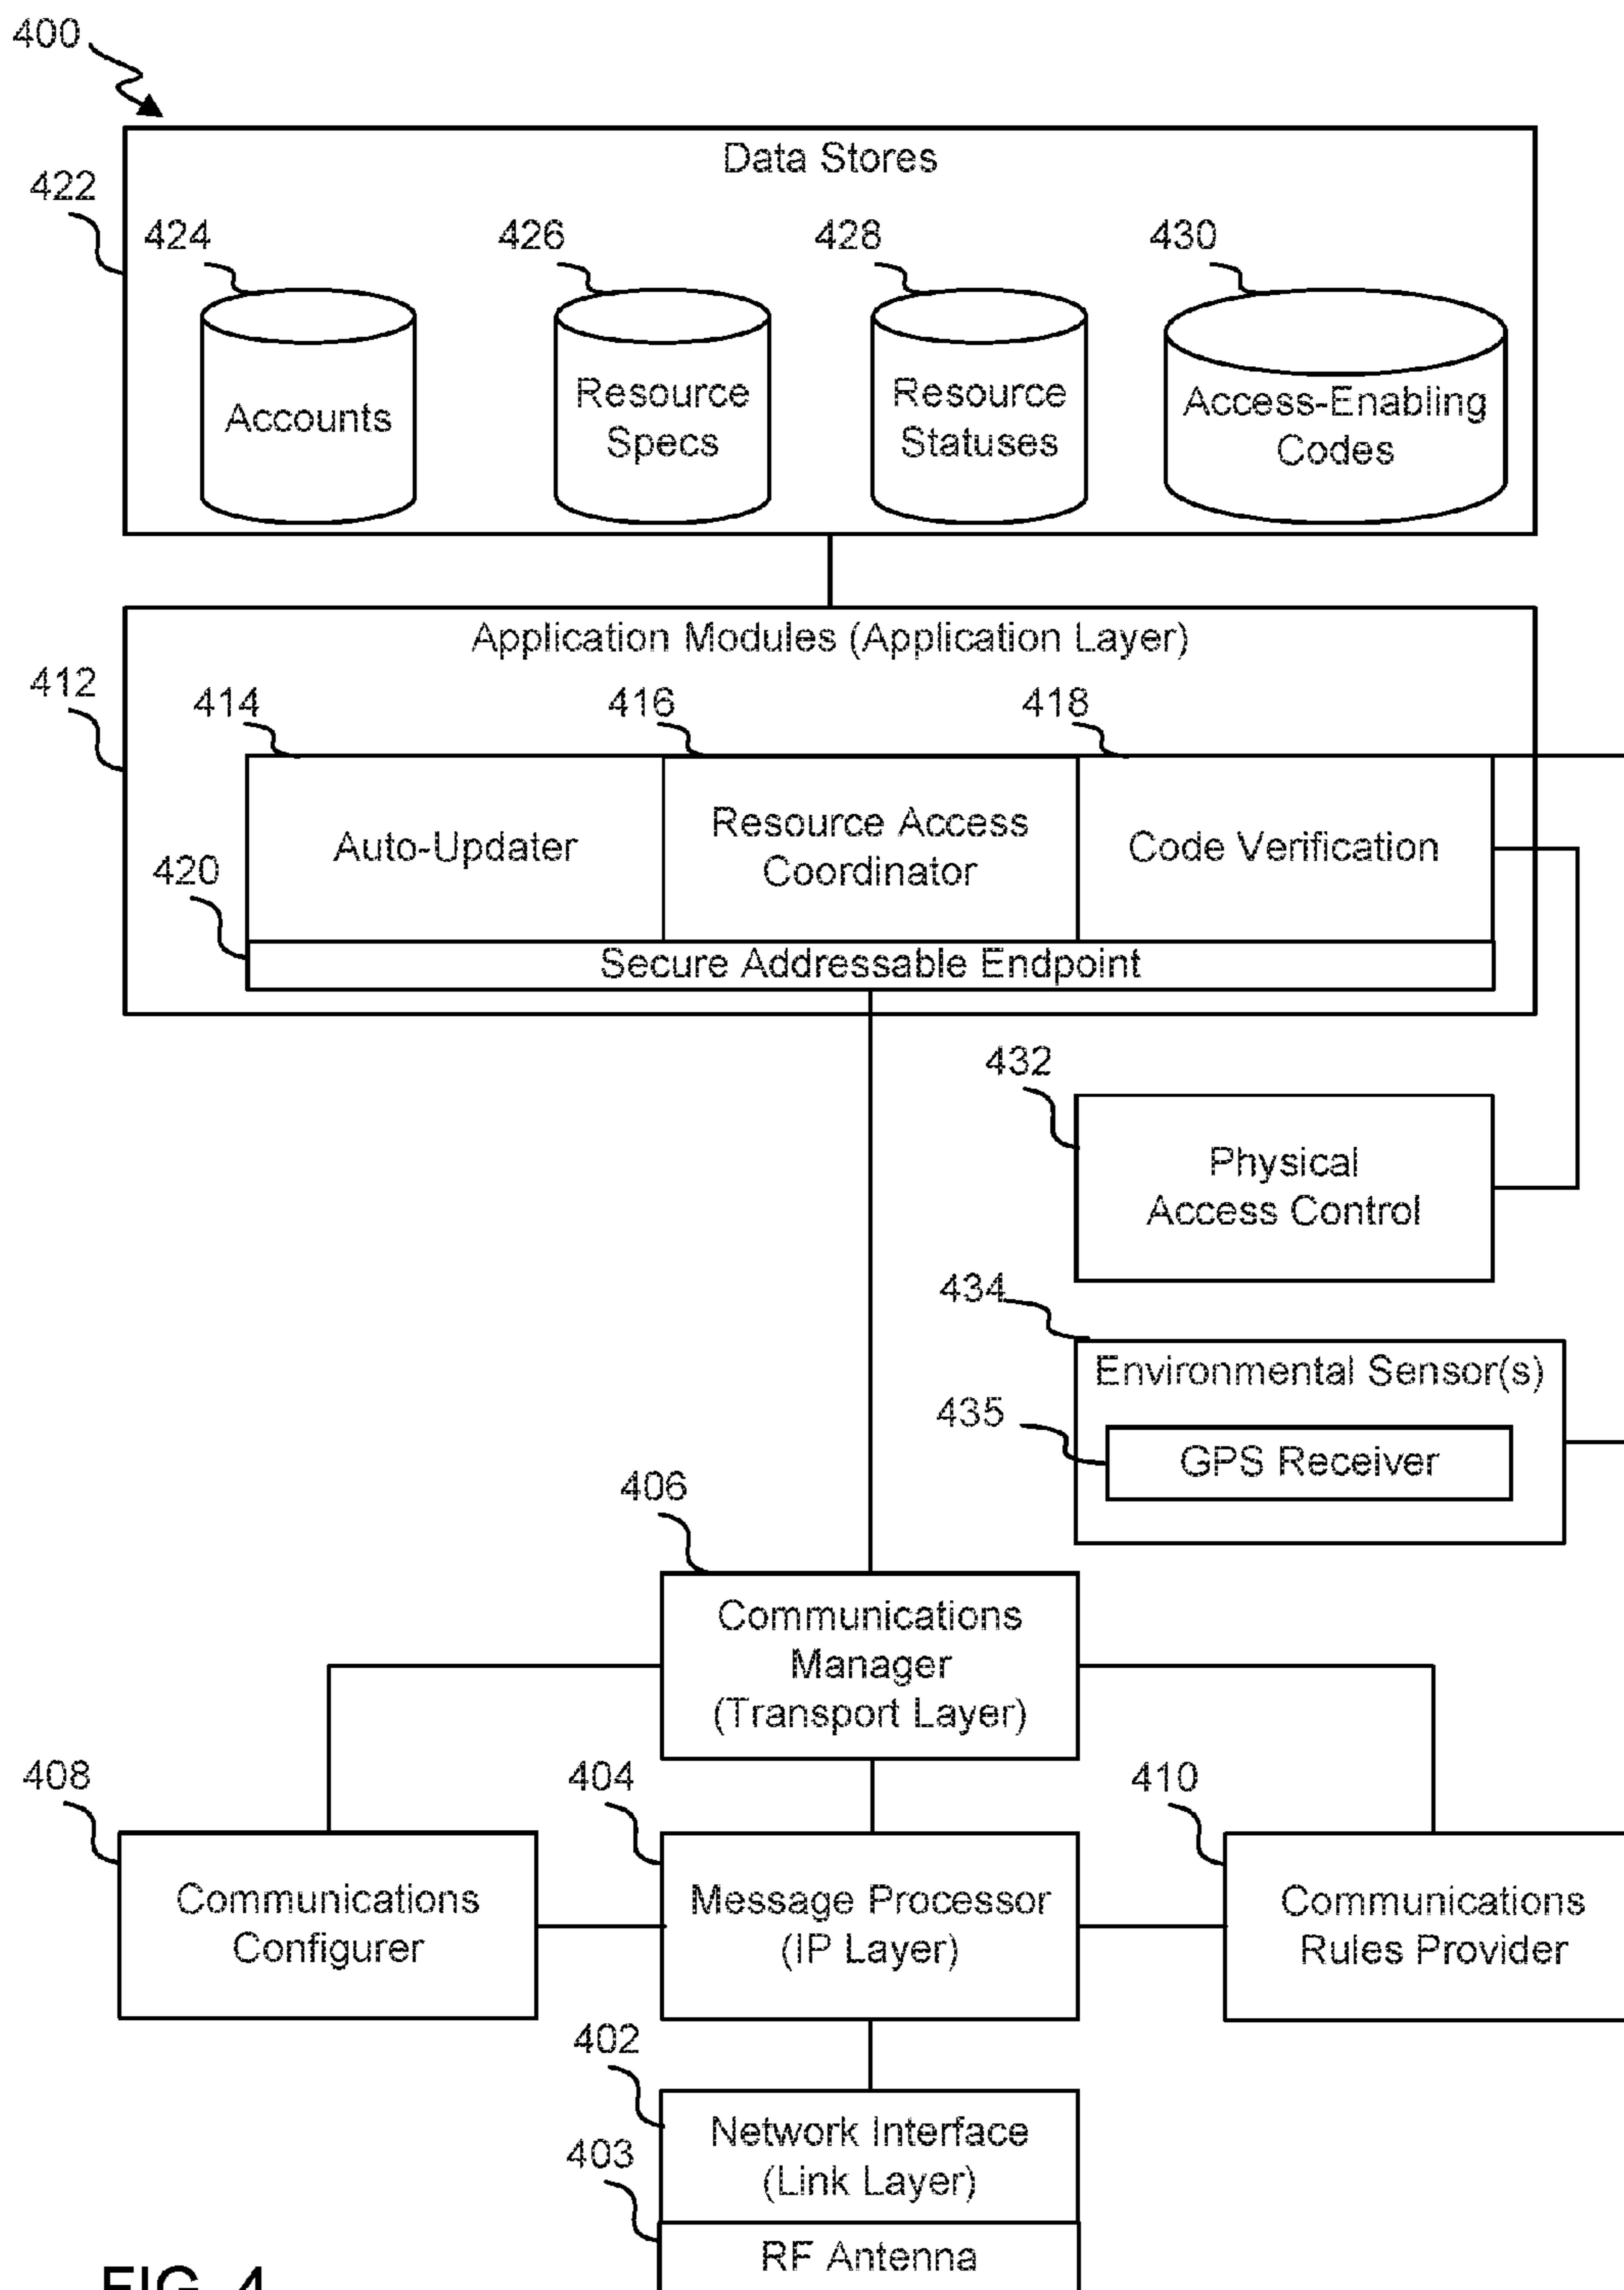 400
Data Stores
422
424
426
428
430
Accounts
Resource
Specs
Resource
Statuses
Access-Enabling
Codes
Application Modules (Application Layer)
412
414
416
418
Auto-Updater
Resource Access
Coordinator
Code Verification
420
Secure Addressable Endpoint
432
Physical
Access Control
434
Environmental Sensor(s)
435
GPS Receiver
406
Communications
Manager
(Transport Layer)
408
404
410
Communications
Configurer
Message Processor
(IP Layer)
Communications
Rules Provider
402
Network Interface
(Link Layer)
403
RF Antenna
FIG. 4